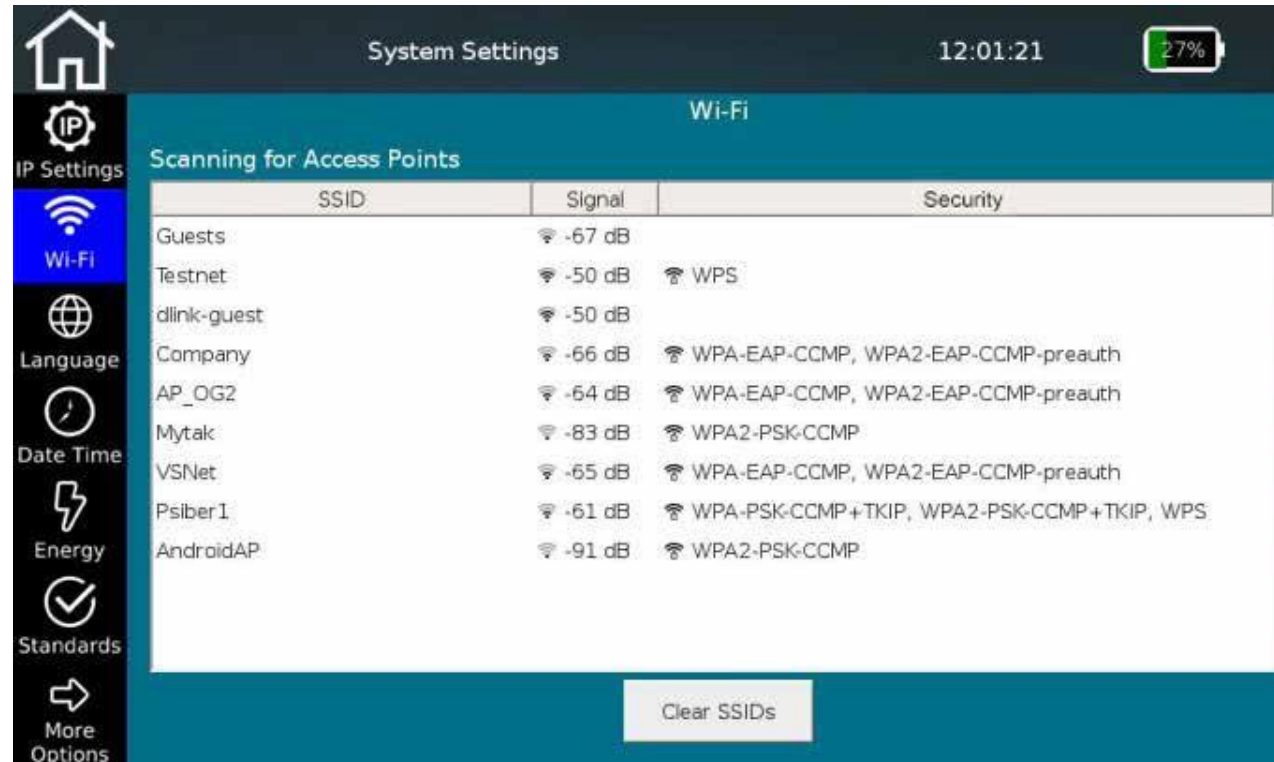 System Settings 12:01:21 27%
IP
IP Settings
Wi-Fi
Language
Date Time
Energy
Standards
More
Options
Wi-Fi
Scanning for Access Points
SSID Signal Security
Guests -67 dB
Testnet -50 dB WPS
dlink-guest -50 dB
Company -66 dB WPA-EAP-CCMP, WPA2-EAP-CCMP-preauth
AP_OG2 -64 dB WPA-EAP-CCMP, WPA2-EAP-CCMP-preauth
Mytak -83 dB WPA2-PSK-CCMP
VSNet -65 dB WPA-EAP-CCMP, WPA2-EAP-CCMP-preauth
Psiber1 -61 dB WPA-PSK-CCMP+TKIP, WPA2-PSK-CCMP+TKIP, WPS
AndroidAP -91 dB WPA2-PSK-CCMP
Clear SSIDs